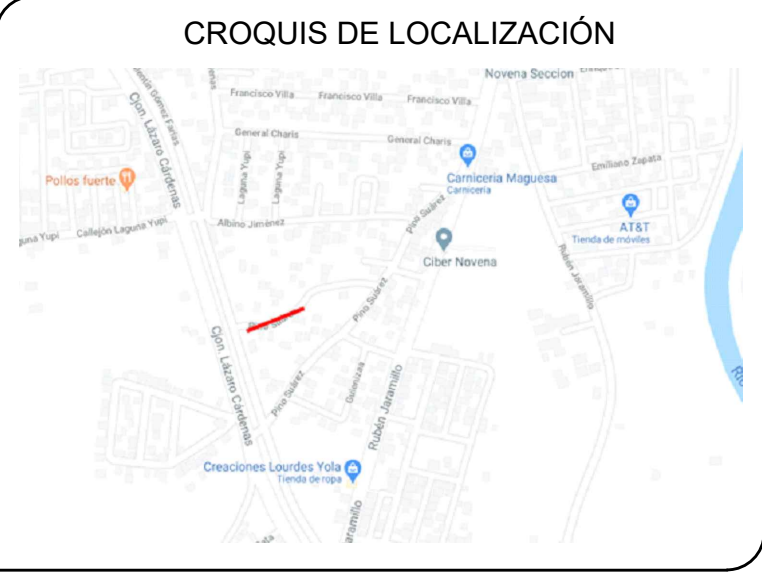 CROQUIS DE LOCALIZACIÓN
Novena Seccion
Francisco Villa
Francisco Villa
Francisco Villa
Cjon. Lázaro Cárdenas
General Charis
General Charis
Laguna Yupi
Laguna Yupi
Carniceria Maguesa
Carnicería
Emiliano Zapata
Pollos fuerte
AT&T
Tienda de móviles
Callejón Laguna Yupi
Albino Jiménez
Pino Suárez
Ciber Novena
Rubén Jaramillo
Pino Suárez
Cjon. Lázaro Cárdenas
Pino Suárez
Rubén Jaramillo
Creaciones Lourdes Yola
Tienda de ropa